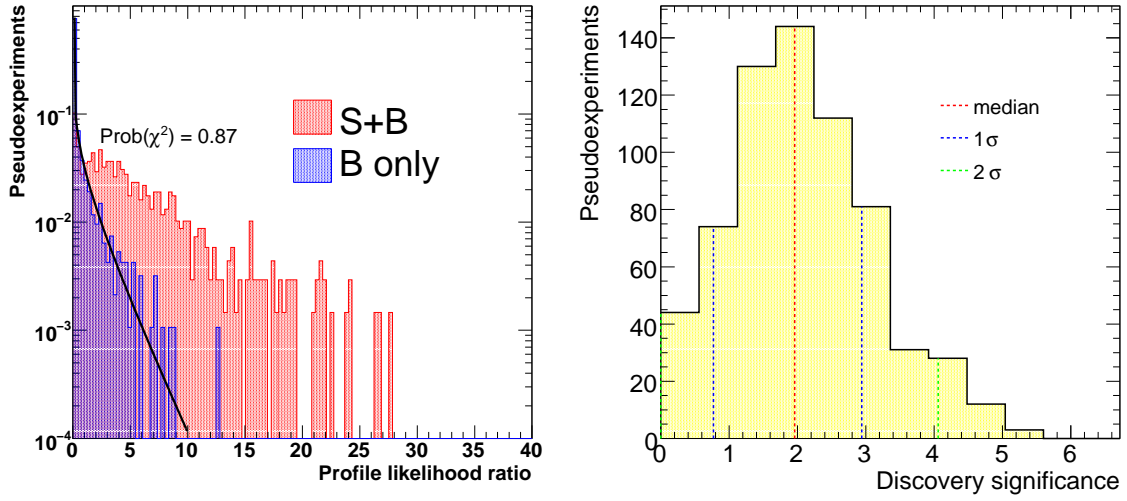 Pseudoexperiments
10⁻¹
10⁻²
10⁻³
10⁻⁴
Prob(χ²) = 0.87
S+B
B only
0 5 10 15 20 25 30 35 40
Profile likelihood ratio
Pseudoexperiments
140
120
100
80
60
40
20
0
median
1σ
2σ
0 1 2 3 4 5 6
Discovery significance